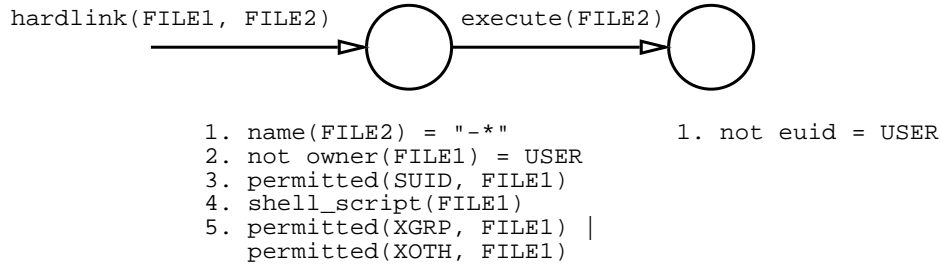 hardlink(FILE1, FILE2)
execute(FILE2)
1. name(FILE2) = "-*"
1. not euid = USER
2. not owner(FILE1) = USER
3. permitted(SUID, FILE1)
4. shell_script(FILE1)
5. permitted(XGRP, FILE1) |
permitted(XOTH, FILE1)